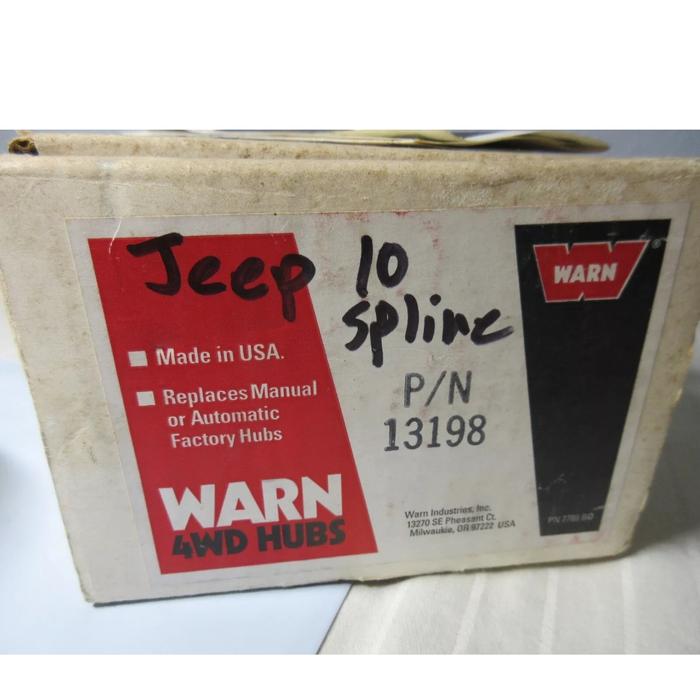 Jeep 10
spline
WARN
®
Made in USA.
Replaces Manual
or Automatic
Factory Hubs
P/N
13198
WARN
4WD HUBS
Warn Industries, Inc.
13270 SE Pheasant Ct.
Milwaukie, OR 97222 USA